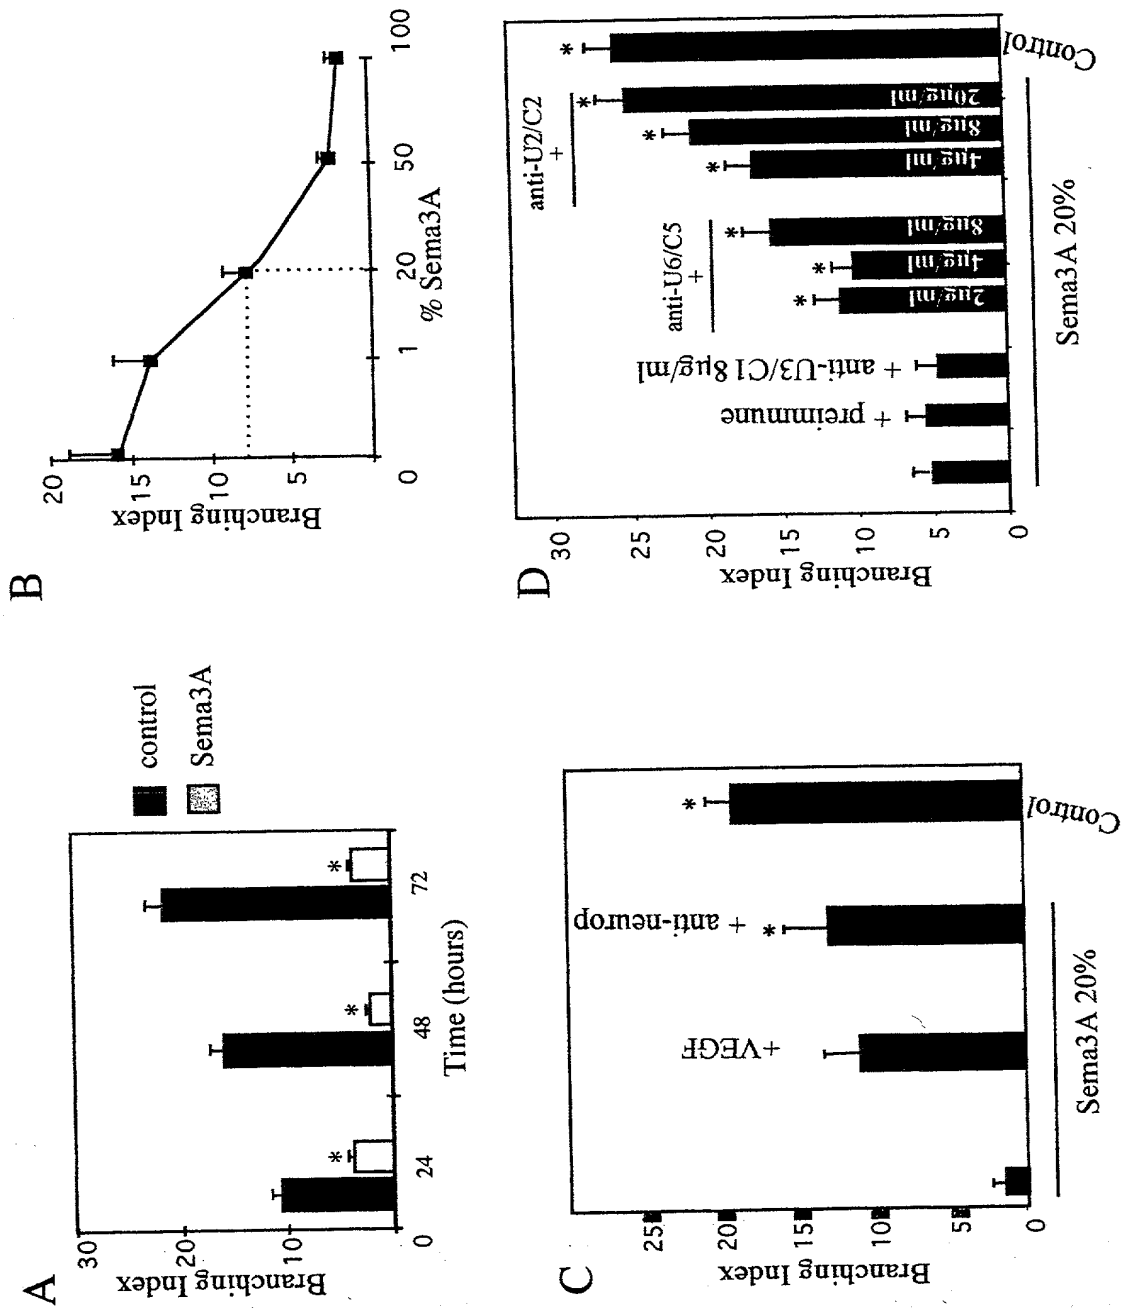 A
30
20
10
0
Branching Index
24
48
72
Time (hours)
*
*
*
control
Sema3A
B
20
15
10
5
0
Branching Index
1
20
50
100
% Sema3A
C
25
20
15
10
5
0
Branching Index
+VEGF
+ anti-neurop
*
*
Control
Sema3A 20%
D
30
25
20
15
10
5
0
Branching Index
+ preimmune
+ anti-U3/C1 8µg/ml
anti-U6/C5
+
*
*
*
2µg/ml
4µg/ml
8µg/ml
anti-U2/C2
+
*
*
*
4µg/ml
8µg/ml
20µg/ml
*
Control
Sema3A 20%